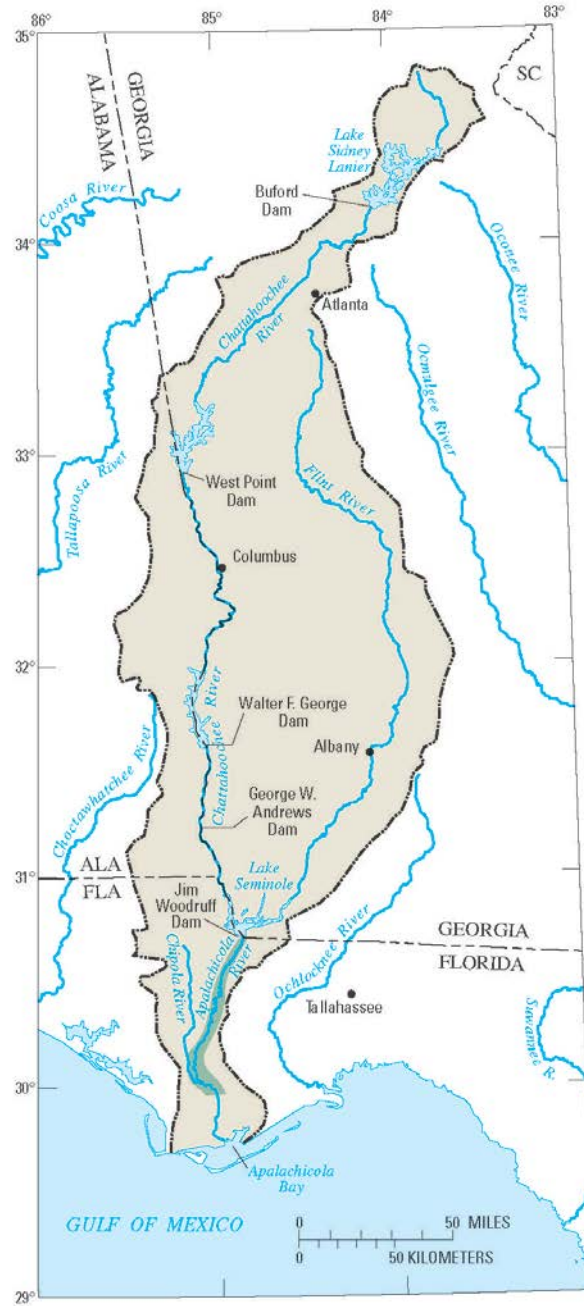 86°
85°
84°
83°
35°
GEORGIA
ALABAMA
SC
Lake
Sidney
Lanier
Buford
Dam
Coosa River
34°
Oconee River
Chattahoochee
River
Atlanta
Ocmulgee River
33°
West Point
Dam
Flint River
Tallapoosa River
Columbus
32°
Walter F. George
Dam
Chattahoochee River
Albany
Choctawhatchee River
George W.
Andrews
Dam
Lake
Seminole
31°
ALA
FLA
Jim
Woodruff
Dam
GEORGIA
FLORIDA
Chipola River
Apalachicola
River
Ochlocknee River
Tallahassee
Suwannee
R.
30°
Apalachicola
Bay
GULF OF MEXICO
0 50 MILES
0 50 KILOMETERS
29°